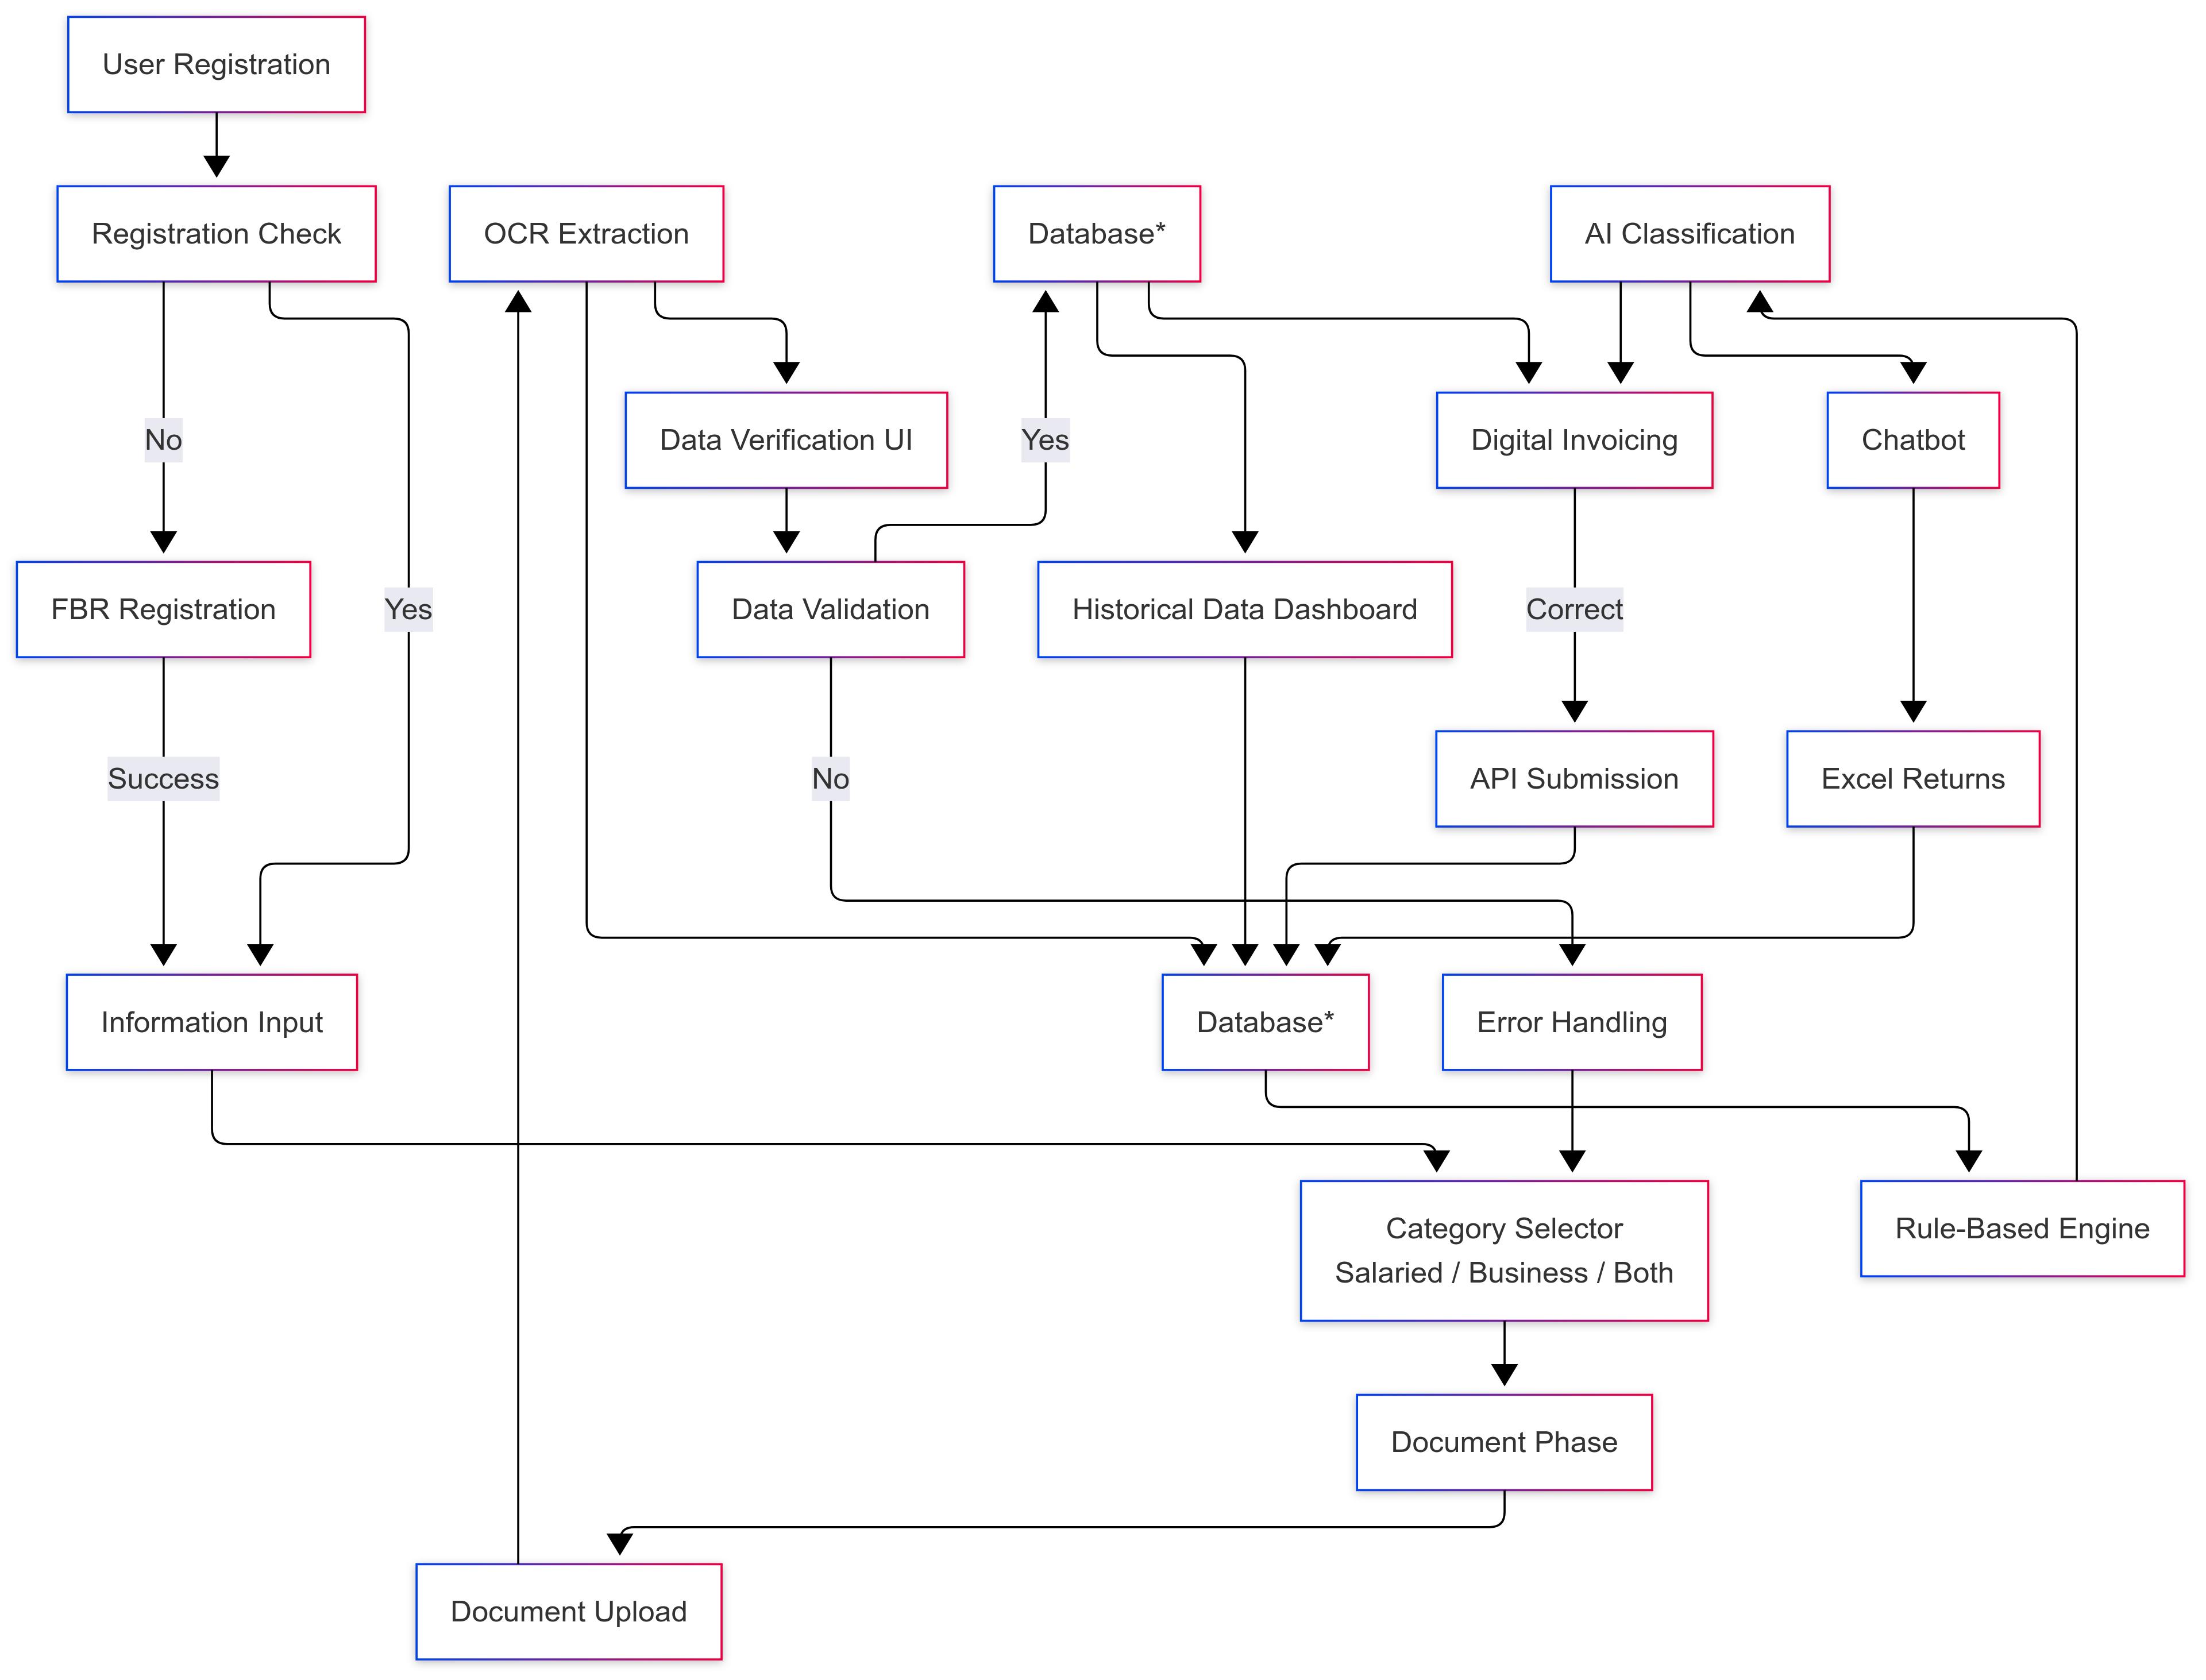 User Registration
Registration Check
OCR Extraction
Database*
AI Classification
No
Data Verification UI
Yes
Digital Invoicing
Chatbot
FBR Registration
Yes
Data Validation
Historical Data Dashboard
Correct
Success
No
API Submission
Excel Returns
Information Input
Database*
Error Handling
Category Selector
Salaried / Business / Both
Rule-Based Engine
Document Phase
Document Upload